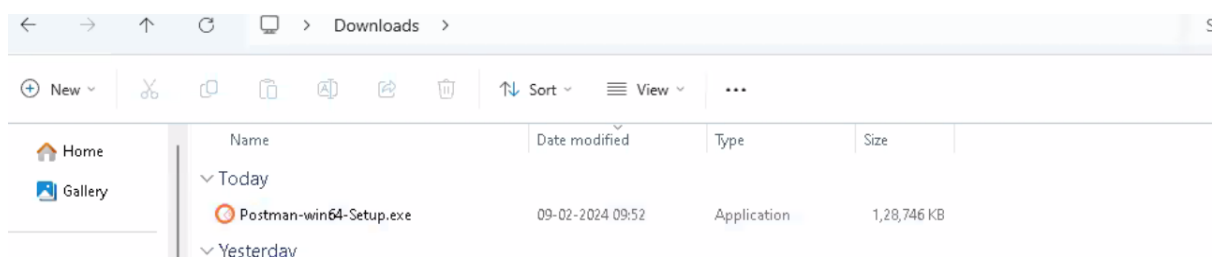 Downloads
New Sort View
Home
Gallery
Name Date modified Type Size
Today
Postman-win64-Setup.exe 09-02-2024 09:52 Application 1,28,746 KB
Yesterday